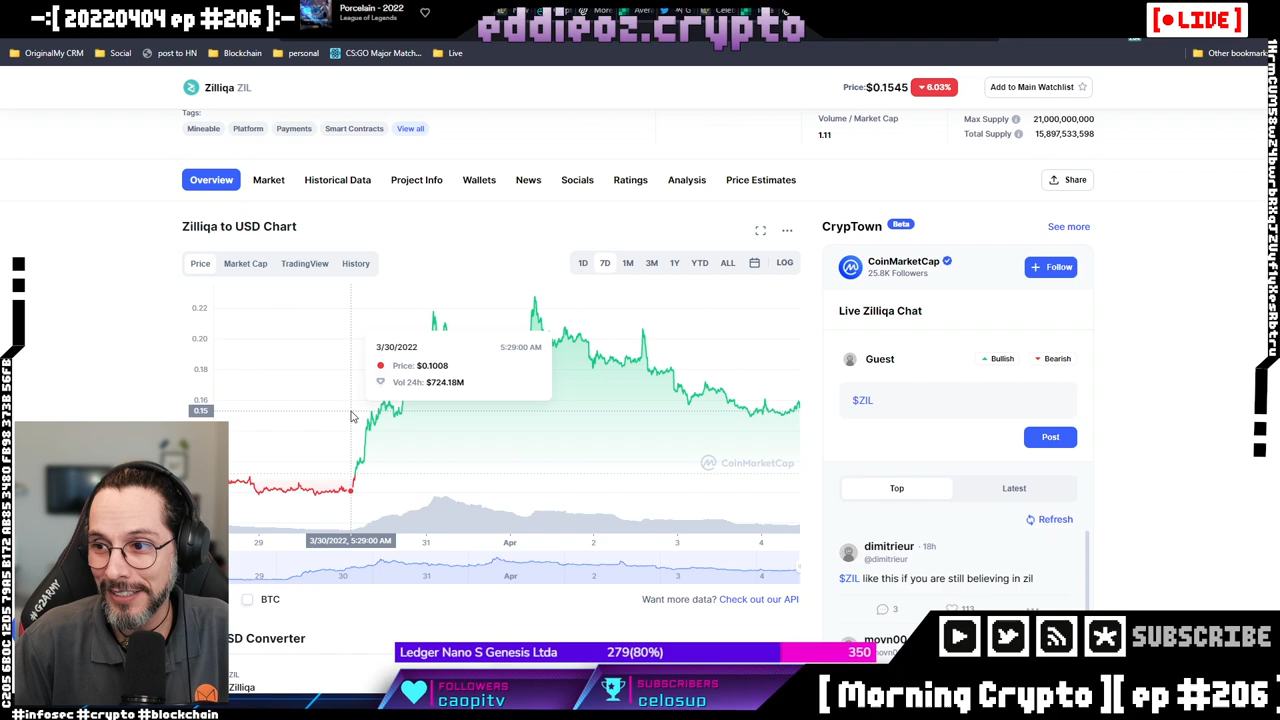 -:[ 20220404 ep #206 ]:-
Porcelain - 2022
League of Legends
eddieoz.crypto
[ LIVE ]
OriginalMy CRM
Social
post to HN
Blockchain
personal
CS:GO Major Match...
Live
Other bookmark
Zilliqa ZIL
Price: $0.1545
6.03%
Add to Main Watchlist
Tags:
Mineable
Platform
Payments
Smart Contracts
View all
Volume / Market Cap
1.11
Max Supply
21,000,000,000
Total Supply
15,897,533,598
Overview
Market
Historical Data
Project Info
Wallets
News
Socials
Ratings
Analysis
Price Estimates
Share
Zilliqa to USD Chart
Price
Market Cap
TradingView
History
1D
7D
1M
3M
1Y
YTD
ALL
LOG
0.22
0.20
0.18
0.16
0.15
3/30/2022
5:29:00 AM
Price: $0.1008
Vol 24h: $724.18M
CoinMarketCap
29
3/30/2022, 5:29:00 AM
31
Apr
2
3
4
29
30
31
Apr
2
3
4
BTC
Want more data? Check out our API
SD Converter
ZIL
Zilliqa
CrypTown
Beta
See more
CoinMarketCap
25.8K Followers
Follow
Live Zilliqa Chat
Guest
Bullish
Bearish
$ZIL
Post
Top
Latest
Refresh
dimitrieur · 18h
@dimitrieur
$ZIL like this if you are still believing in zil
3
113
movn00
#G2ARMY
Ledger Nano S Genesis Ltda
279(80%)
350
FOLLOWERS
caopitv
SUBSCRIBERS
celosup
SUBSCRIBE
[ Morning Crypto ][ ep #206 ]
#infosec #crypto #blockchain